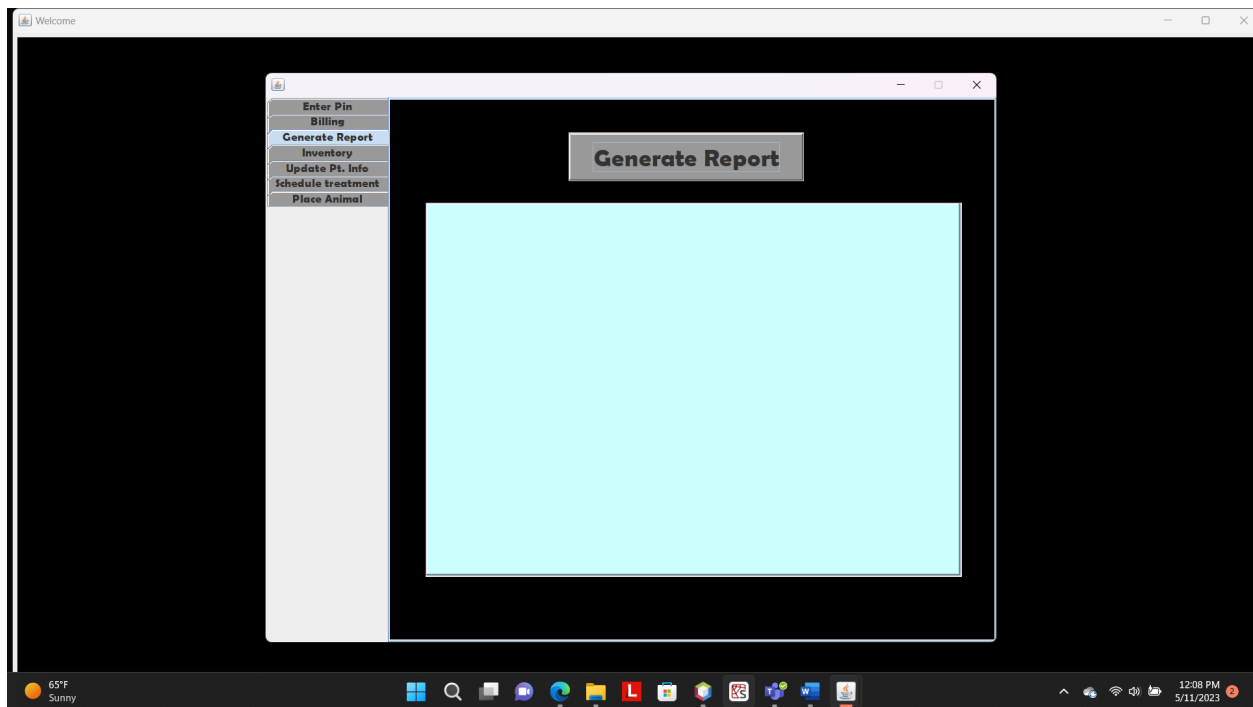 Welcome
Enter Pin
Billing
Generate Report
Inventory
Update Pt. Info
Schedule treatment
Place Animal
Generate Report
65°F
Sunny
L
W
12:08 PM
5/11/2023
2